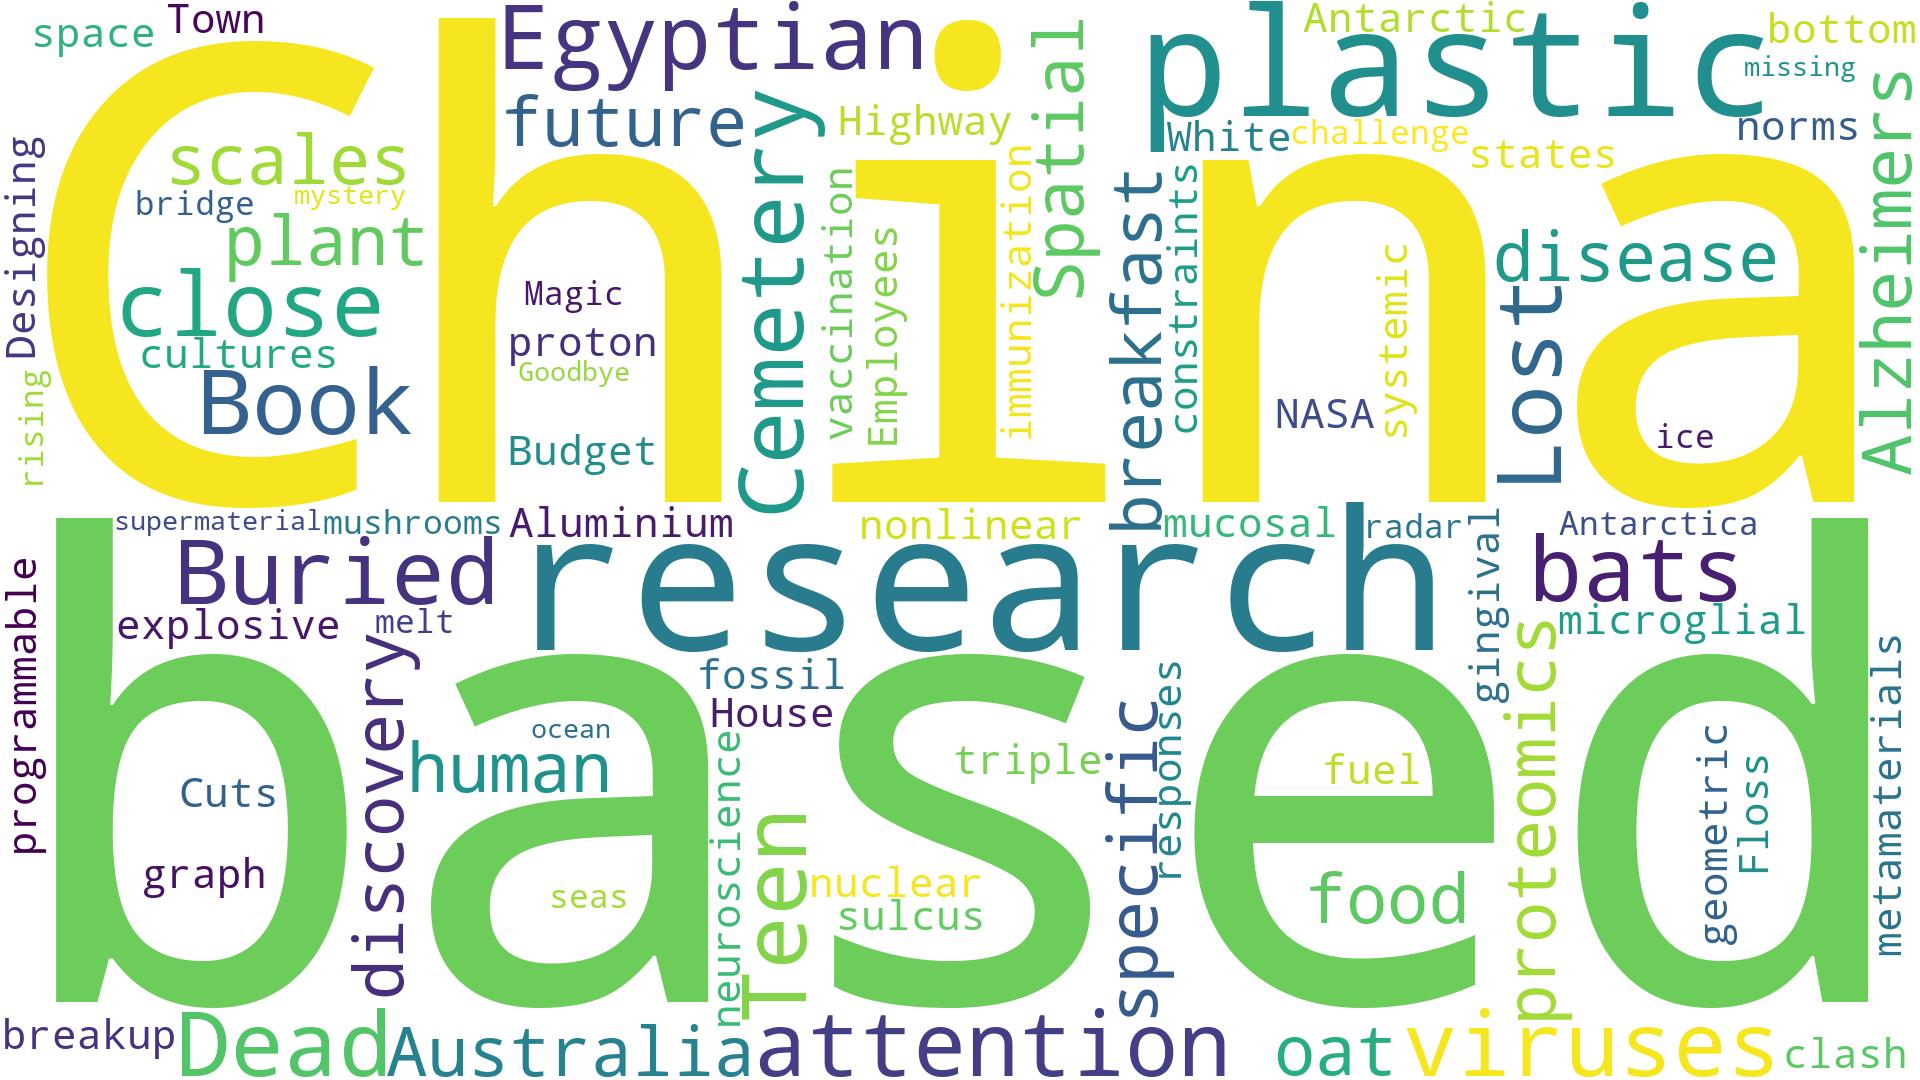 space
Town
Egyptian
plastic
Antarctic
bottom
missing
China
future
Highway
Spatial
White
challenge
norms
states
Alzheimers
Designing
scales
bridge
mystery
plant
Cemetery
vaccination
Employees
immunization
breakfast
constraints
systemic
disease
Lost
close
Magic
proton
Goodbye
cultures
Book
rising
Budget
NASA
ice
supermaterial
mushrooms
Aluminium
nonlinear
mucosal
radar
gingival
Antarctica
Buried
research
bats
explosive
melt
microglial
programmable
based
discovery
fossil
House
specific
responses
proteomics
metamaterials
ocean
human
triple
fuel
geometric
Floss
Cuts
graph
neuroscience
Teen
seas
nuclear
sulcus
food
breakup
Dead
Australia
attention
oat
viruses
clash